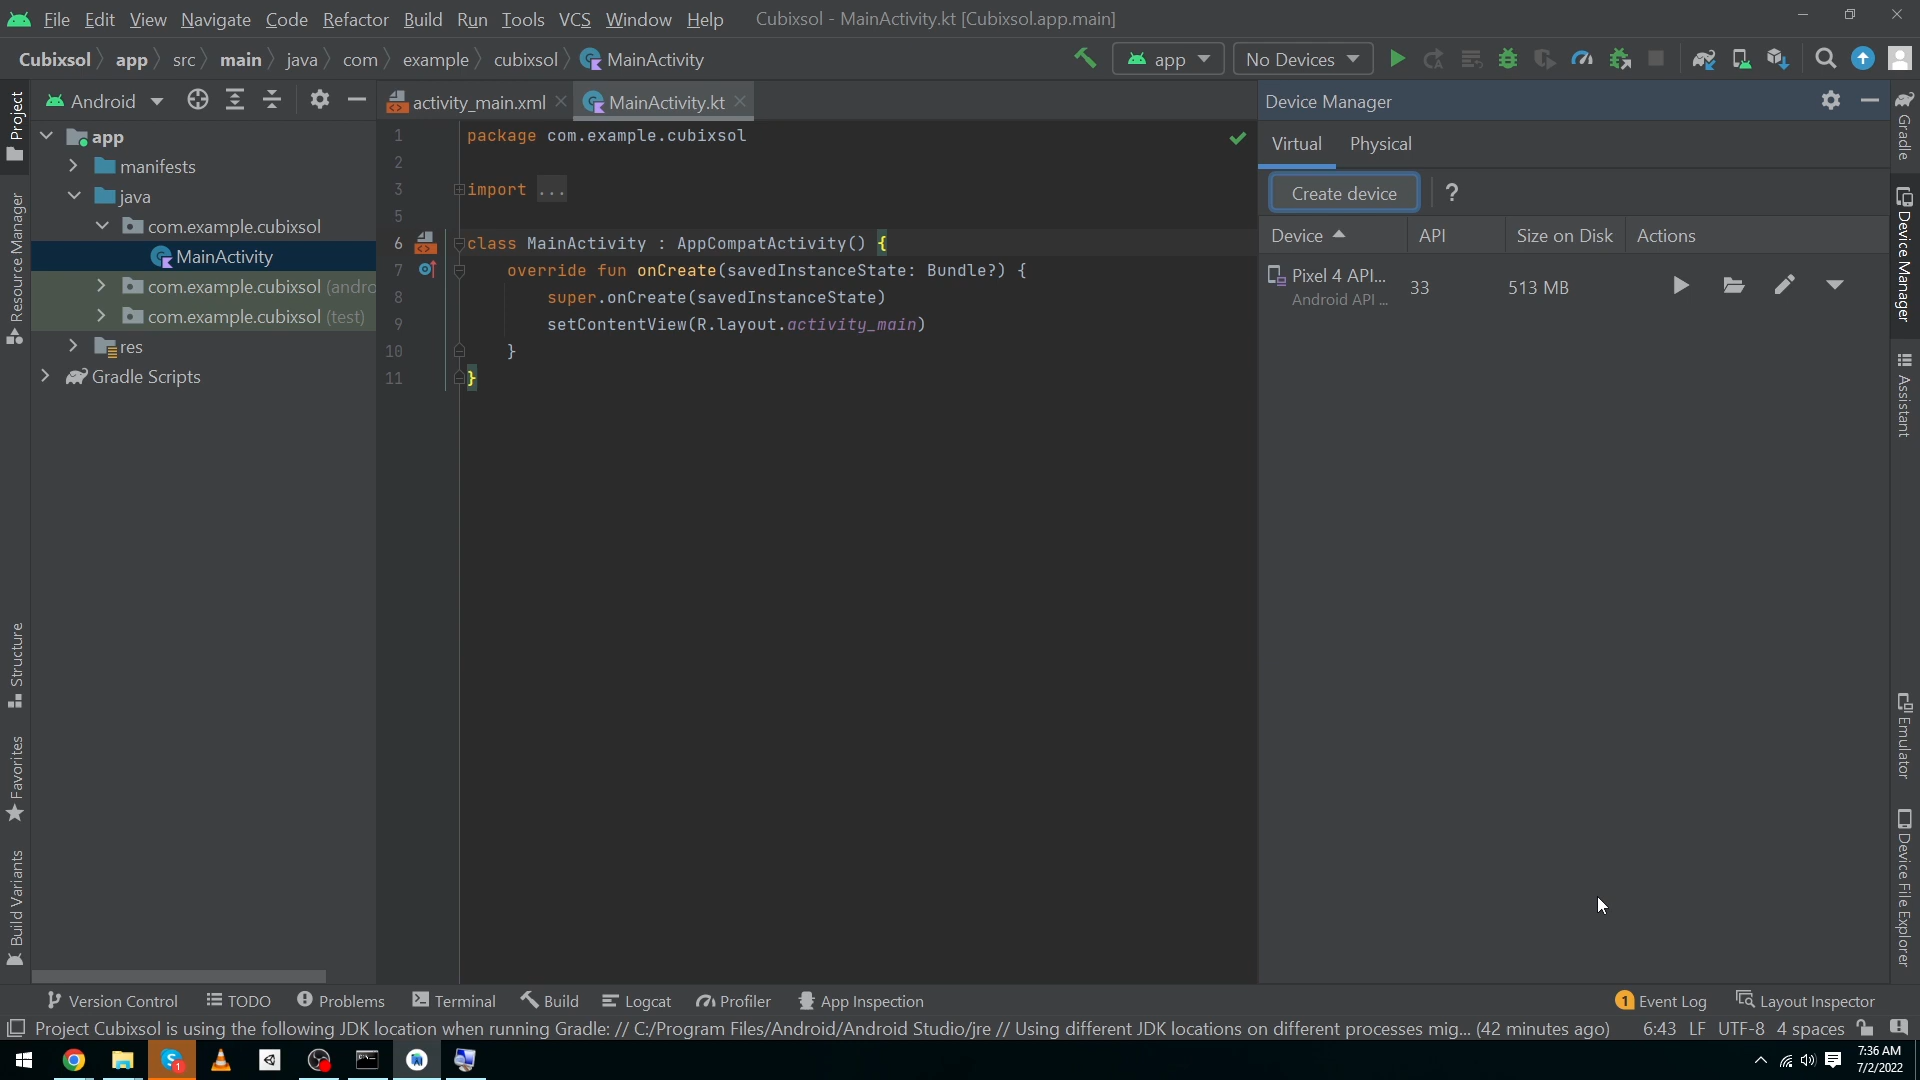 File Edit View Navigate Code Refactor Build Run Tools VCS Window Help Cubixsol - MainActivity.kt [Cubixsol.app.main]
Cubixsol app src main java com example cubixsol MainActivity app No Devices
Project
Android
activity_main.xml
MainActivity.kt
Device Manager
app
manifests
java
com.example.cubixsol
MainActivity
com.example.cubixsol (andro
com.example.cubixsol (test)
res
Gradle Scripts
1 package com.example.cubixsol
2
3 import ...
5
6 class MainActivity : AppCompatActivity() {
7 override fun onCreate(savedInstanceState: Bundle?) {
8 super.onCreate(savedInstanceState)
9 setContentView(R.layout.activity_main)
10 }
11 }
Virtual Physical
Create device ?
Device API Size on Disk Actions
Pixel 4 API... 33 513 MB
Android API ...
Resource Manager
Structure
Favorites
Build Variants
Gradle
Device Manager
Assistant
Emulator
Device File Explorer
Version Control TODO Problems Terminal Build Logcat Profiler App Inspection 1 Event Log Layout Inspector
Project Cubixsol is using the following JDK location when running Gradle: // C:/Program Files/Android/Android Studio/jre // Using different JDK locations on different processes mig... (42 minutes ago) 6:43 LF UTF-8 4 spaces
1
7:36 AM
7/2/2022